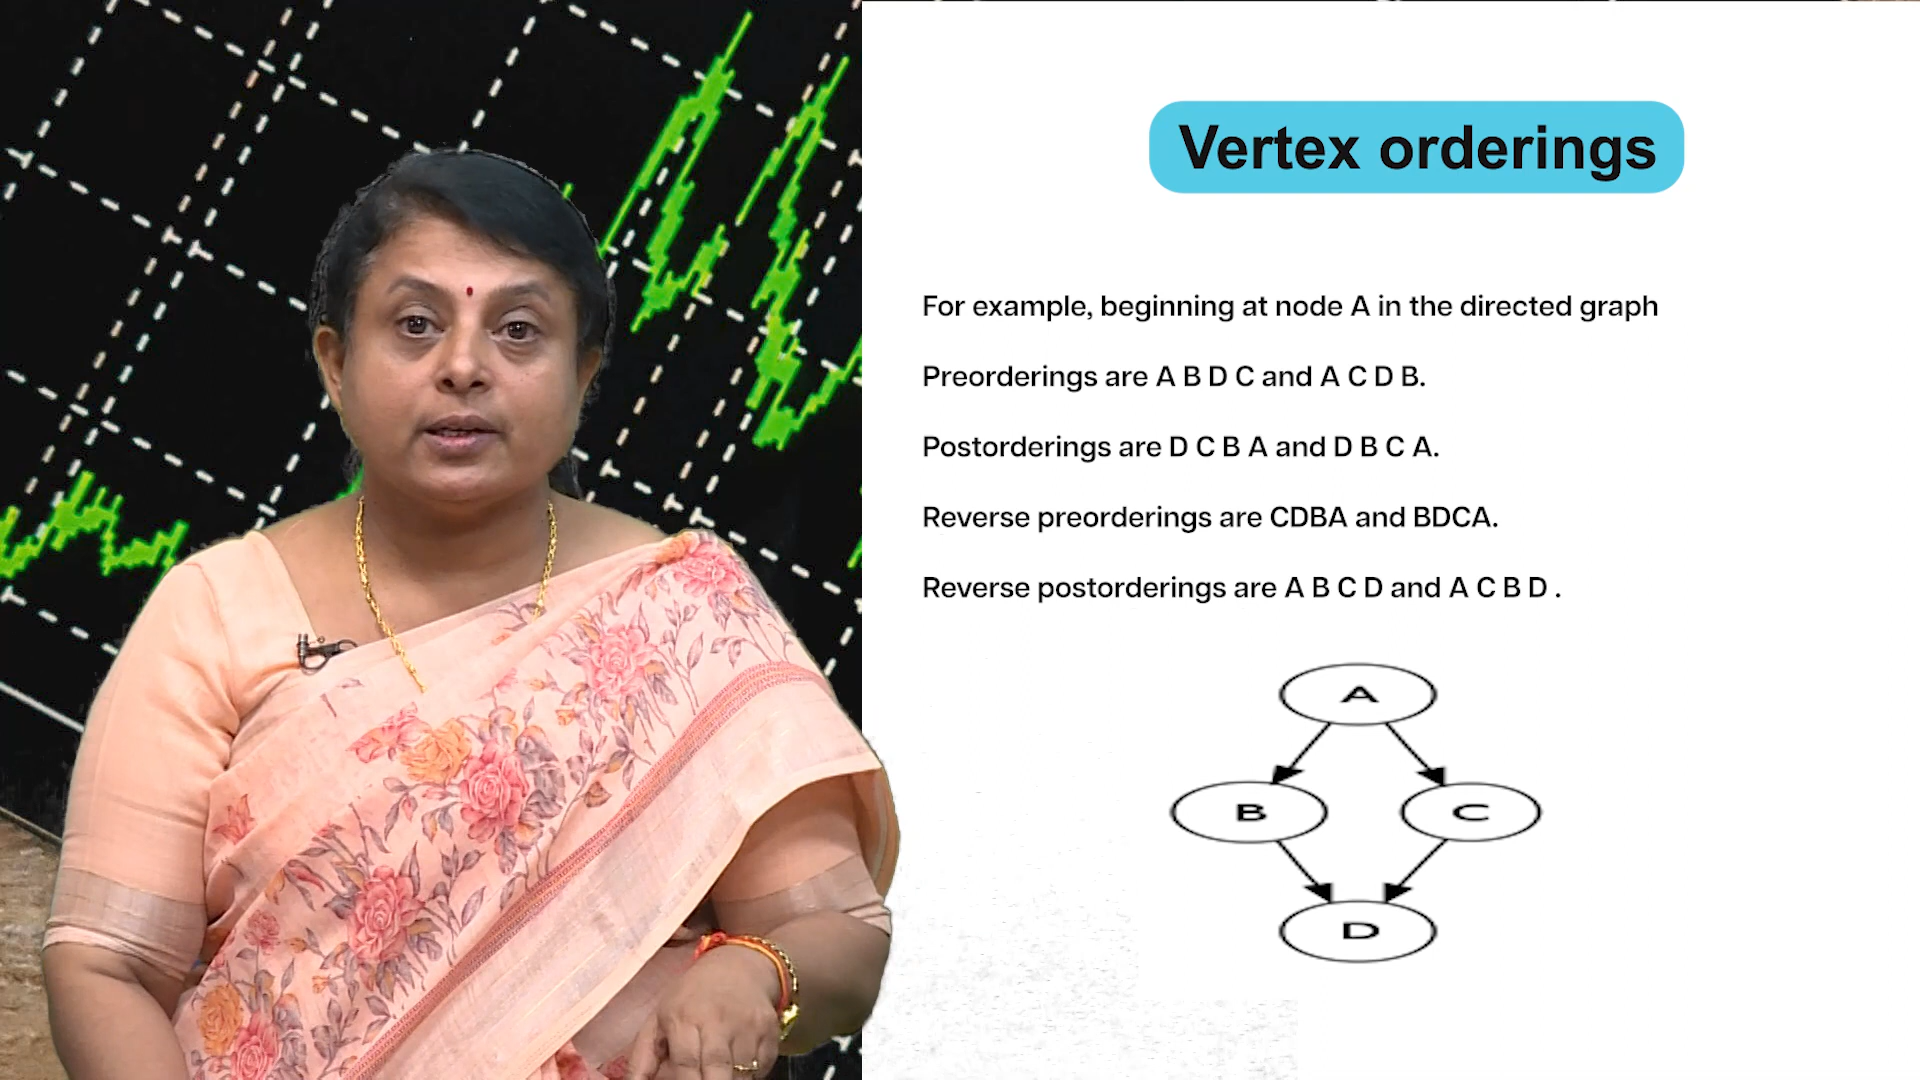 Vertex orderings
For example, beginning at node A in the directed graph
Preorderings are A B D C and A C D B.
Postorderings are D C B A and D B C A.
Reverse preorderings are CDBA and BDCA.
Reverse postorderings are A B C D and A C B D .
A
B C
D